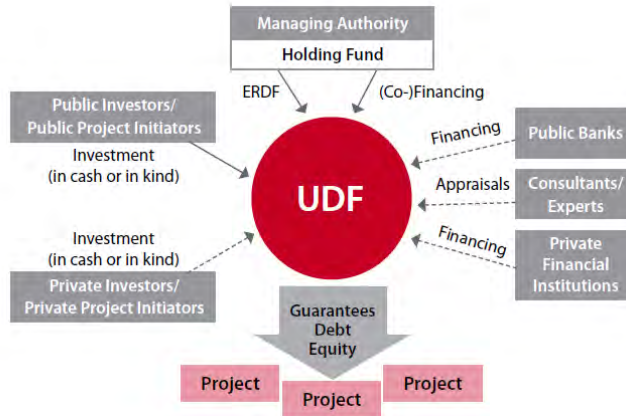 Managing Authority
Holding Fund
ERDF
(Co-)Financing
Public Investors/
Public Project Initiators
Investment
(in cash or in kind)
Financing
Public Banks
UDF
Appraisals
Consultants/
Experts
Investment
(in cash or in kind)
Private Investors/
Private Project Initiators
Financing
Private
Financial
Institutions
Guarantees
Debt
Equity
Project
Project
Project